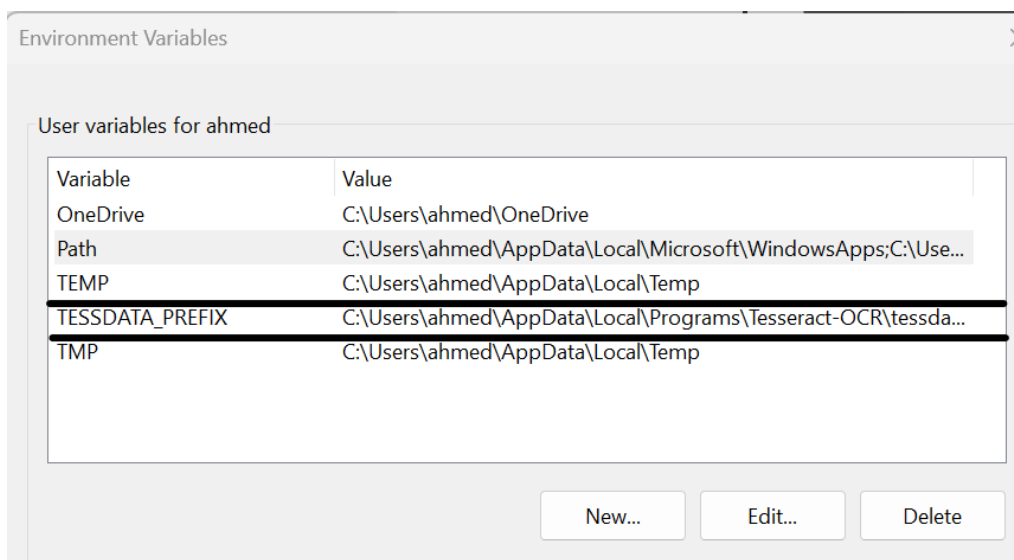 Environment Variables
User variables for ahmed
Variable Value
OneDrive C:\Users\ahmed\OneDrive
Path C:\Users\ahmed\AppData\Local\Microsoft\WindowsApps;C:\Use...
TEMP C:\Users\ahmed\AppData\Local\Temp
TESSDATA_PREFIX C:\Users\ahmed\AppData\Local\Programs\Tesseract-OCR\tessda...
TMP C:\Users\ahmed\AppData\Local\Temp
New... Edit... Delete